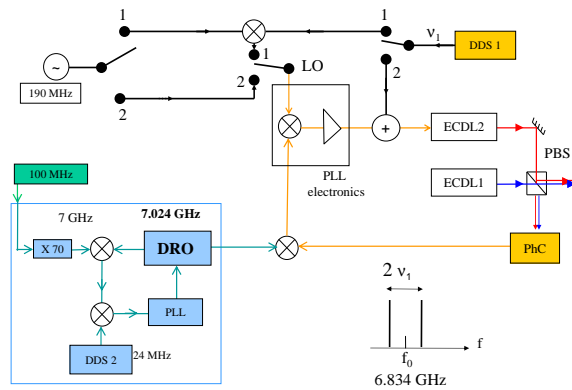 1
1
ν₁
DDS 1
~
1
LO
2
2
190 MHz
2
+
ECDL2
PBS
PLL
electronics
ECDL1
100 MHz
7 GHz
7.024 GHz
X 70
DRO
PhC
2 ν₁
PLL
DDS 2
24 MHz
f
f₀
6.834 GHz